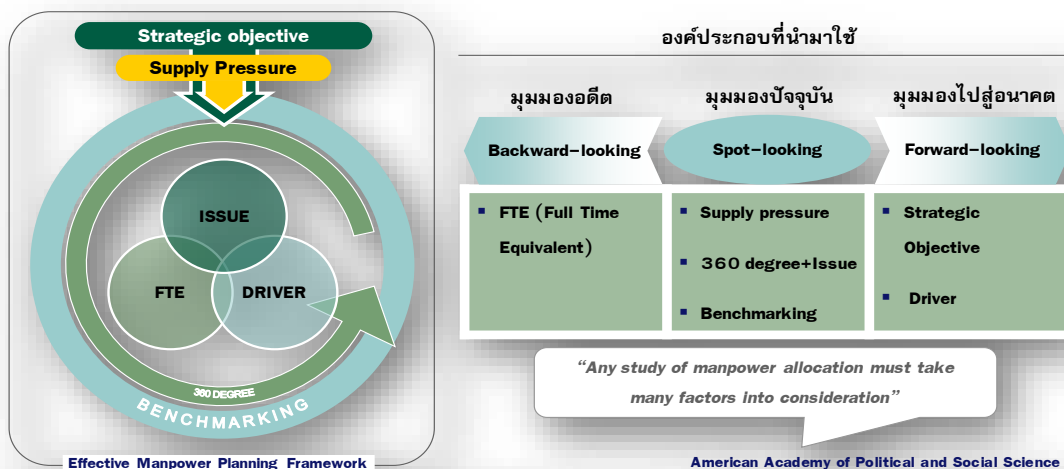 Strategic objective
Supply Pressure
ISSUE
FTE
DRIVER
360 DEGREE
BENCHMARKING
Effective Manpower Planning Framework
องค์ประกอบที่นำมาใช้
มุมมองอดีต
มุมมองปัจจุบัน
มุมมองไปสู่อนาคต
Backward-looking
Spot-looking
Forward-looking
▪ FTE (Full Time
Equivalent)
▪ Supply pressure
▪ 360 degree+Issue
▪ Benchmarking
▪ Strategic
Objective
▪ Driver
“Any study of manpower allocation must take
many factors into consideration”
American Academy of Political and Social Science